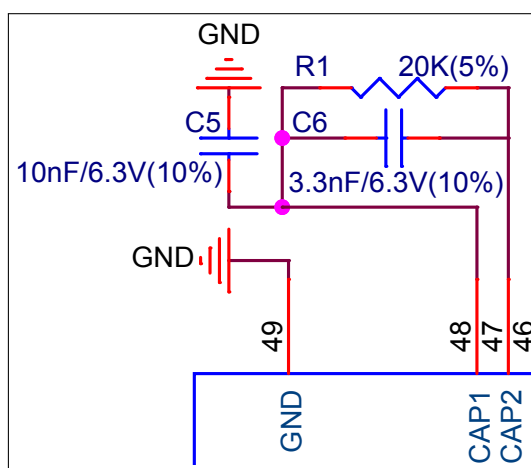 GND
R1 20K(5%)
C5 C6
10nF/6.3V(10%) 3.3nF/6.3V(10%)
GND
49 48 47 46
GND CAP1 CAP2